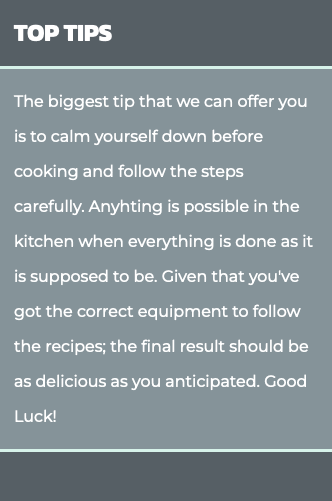 TOP TIPS
The biggest tip that we can offer you
is to calm yourself down before
cooking and follow the steps
carefully. Anyhting is possible in the
kitchen when everything is done as it
is supposed to be. Given that you've
got the correct equipment to follow
the recipes; the final result should be
as delicious as you anticipated. Good
Luck!